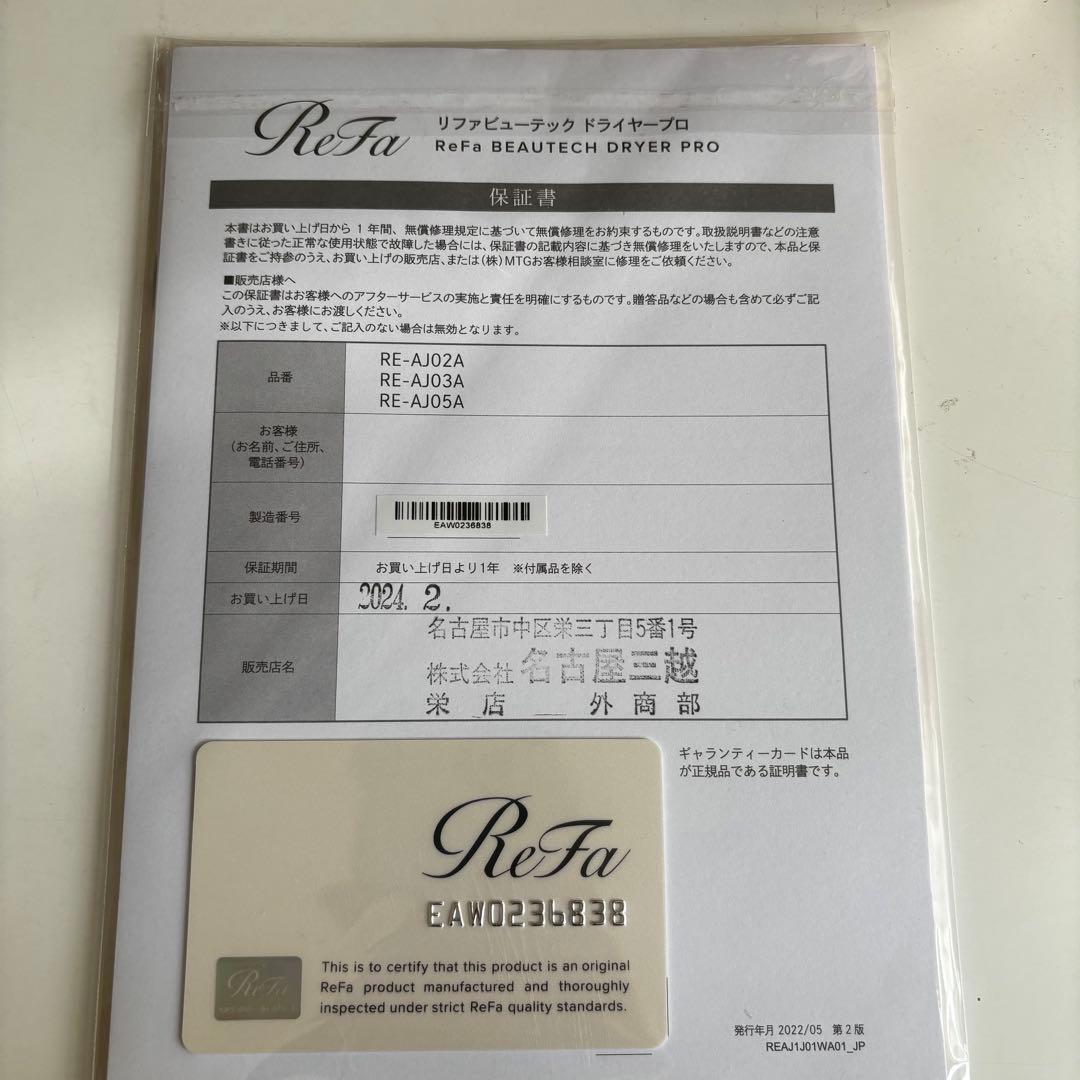 ReFa
リファビューテック ドライヤープロ
ReFa BEAUTECH DRYER PRO
保証書
本書はお買い上げ日から 1 年間、無償修理規定に基づいて無償修理をお約束するものです。取扱説明書などの注意
書きに従った正常な使用状態で故障した場合には、保証書の記載内容に基づき無償修理をいたしますので、本品と保
証書をご持参のうえ、お買い上げの販売店、または(株)MTGお客様相談室に修理をご依頼ください。
■販売店様へ
この保証書はお客様へのアフターサービスの実施と責任を明確にするものです。贈答品などの場合も含めて必ずご記
入のうえ、お客様にお渡しください。
※以下につきまして、ご記入のない場合は無効となります。
品番
RE-AJ02A
RE-AJ03A
RE-AJ05A
お客様
(お名前、ご住所、
電話番号)
製造番号
EAW0236838
保証期間
お買い上げ日より1年 ※付属品を除く
お買い上げ日
2024. 2.
販売店名
名古屋市中区栄三丁目5番1号
株式会社 名古屋三越
栄店 外商部
ギャランティーカードは本品
が正規品である証明書です。
ReFa
EAW0236838
ReFa
This is to certify that this product is an original
ReFa product manufactured and thoroughly
inspected under strict ReFa quality standards.
発行年月 2022/05 第2版
REAJ1J01WA01_JP